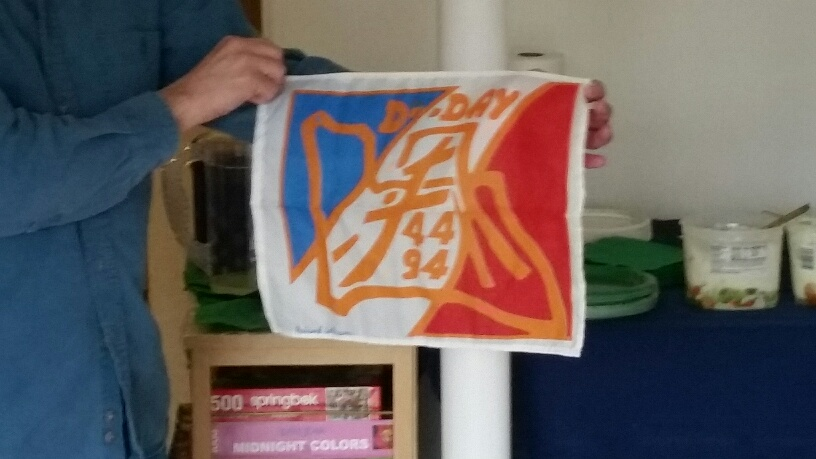 D-DAY
44
94
500 springbok
MIDNIGHT COLORS